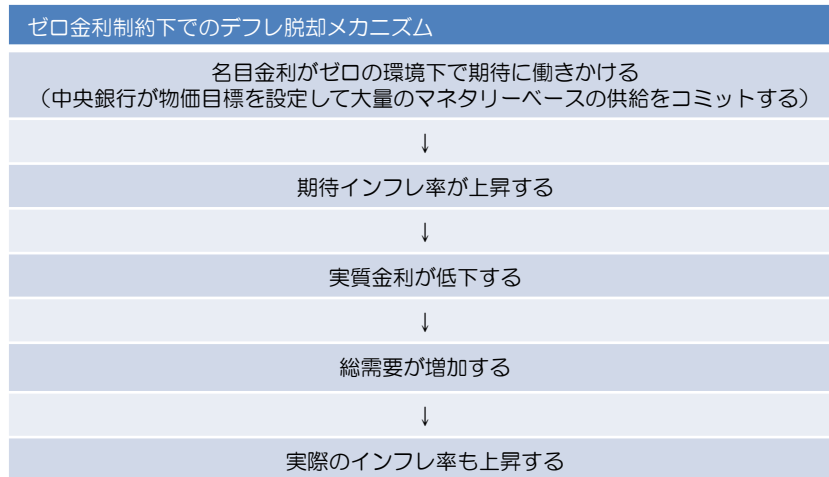 ゼロ金利制約下でのデフレ脱却メカニズム
名目金利がゼロの環境下で期待に働きかける
（中央銀行が物価目標を設定して大量のマネタリーベースの供給をコミットする）
↓
期待インフレ率が上昇する
↓
実質金利が低下する
↓
総需要が増加する
↓
実際のインフレ率も上昇する